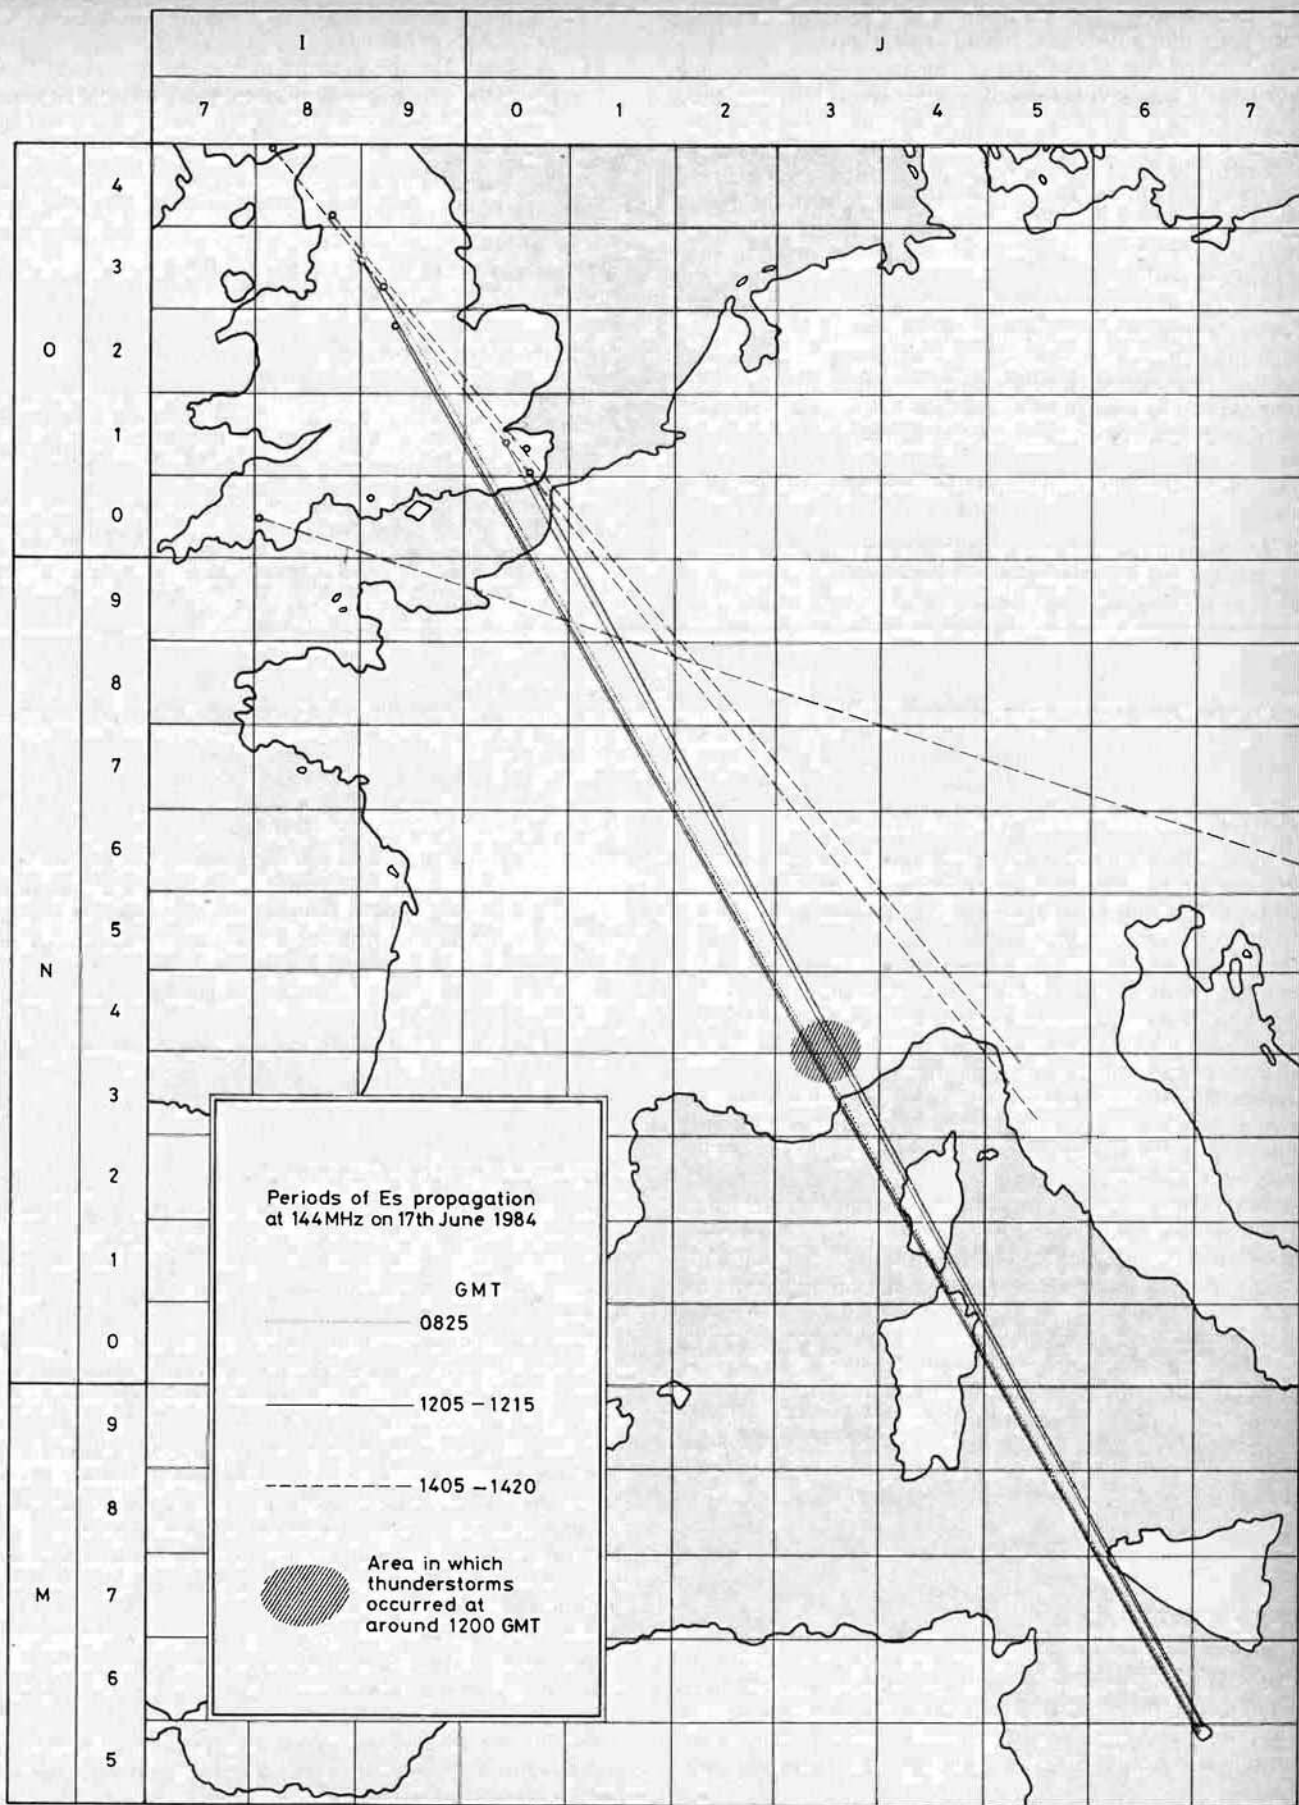 I J
7 8 9 0 1 2 3 4 5 6 7
4
3
O 2
1
0
9
8
7
6
5
N
4
3
2
1
0
9
8
M 7
6
5
Periods of Es propagation
at 144MHz on 17th June 1984
GMT
0825
1205 – 1215
1405 – 1420
Area in which
thunderstorms
occurred at
around 1200 GMT